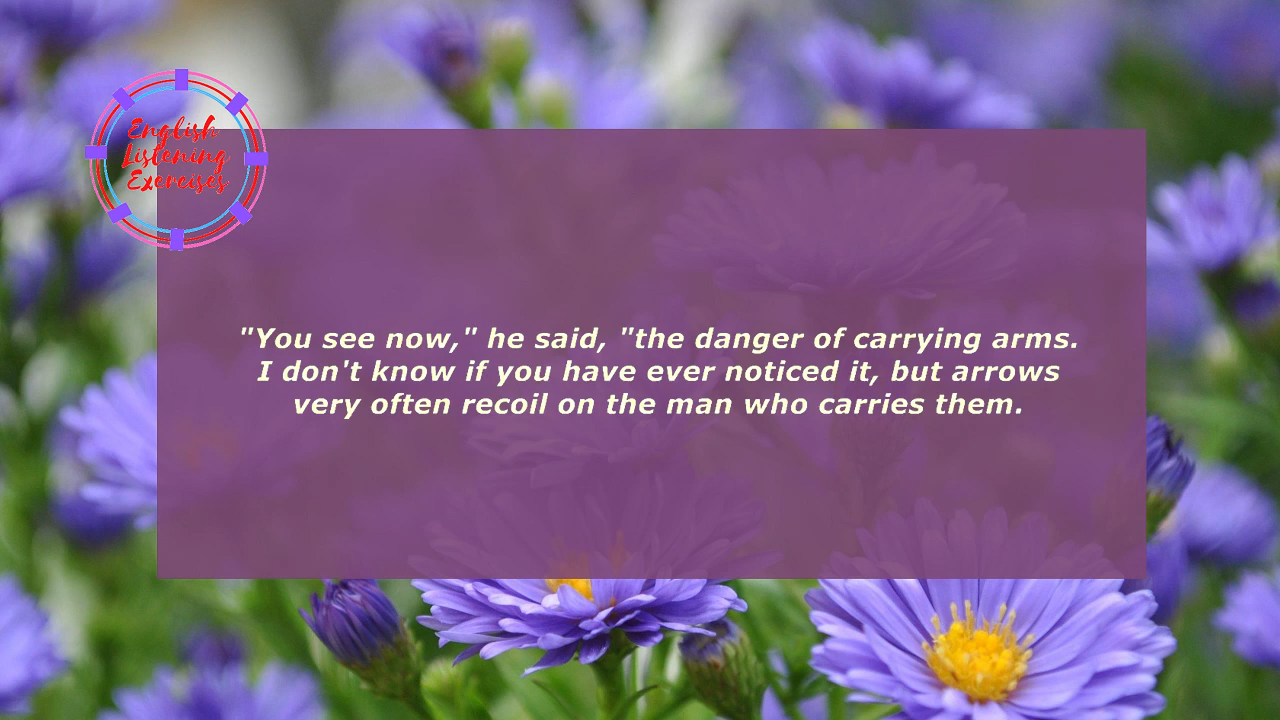 English
Listening
Exercises
"You see now," he said, "the danger of carrying arms.
I don't know if you have ever noticed it, but arrows
very often recoil on the man who carries them.